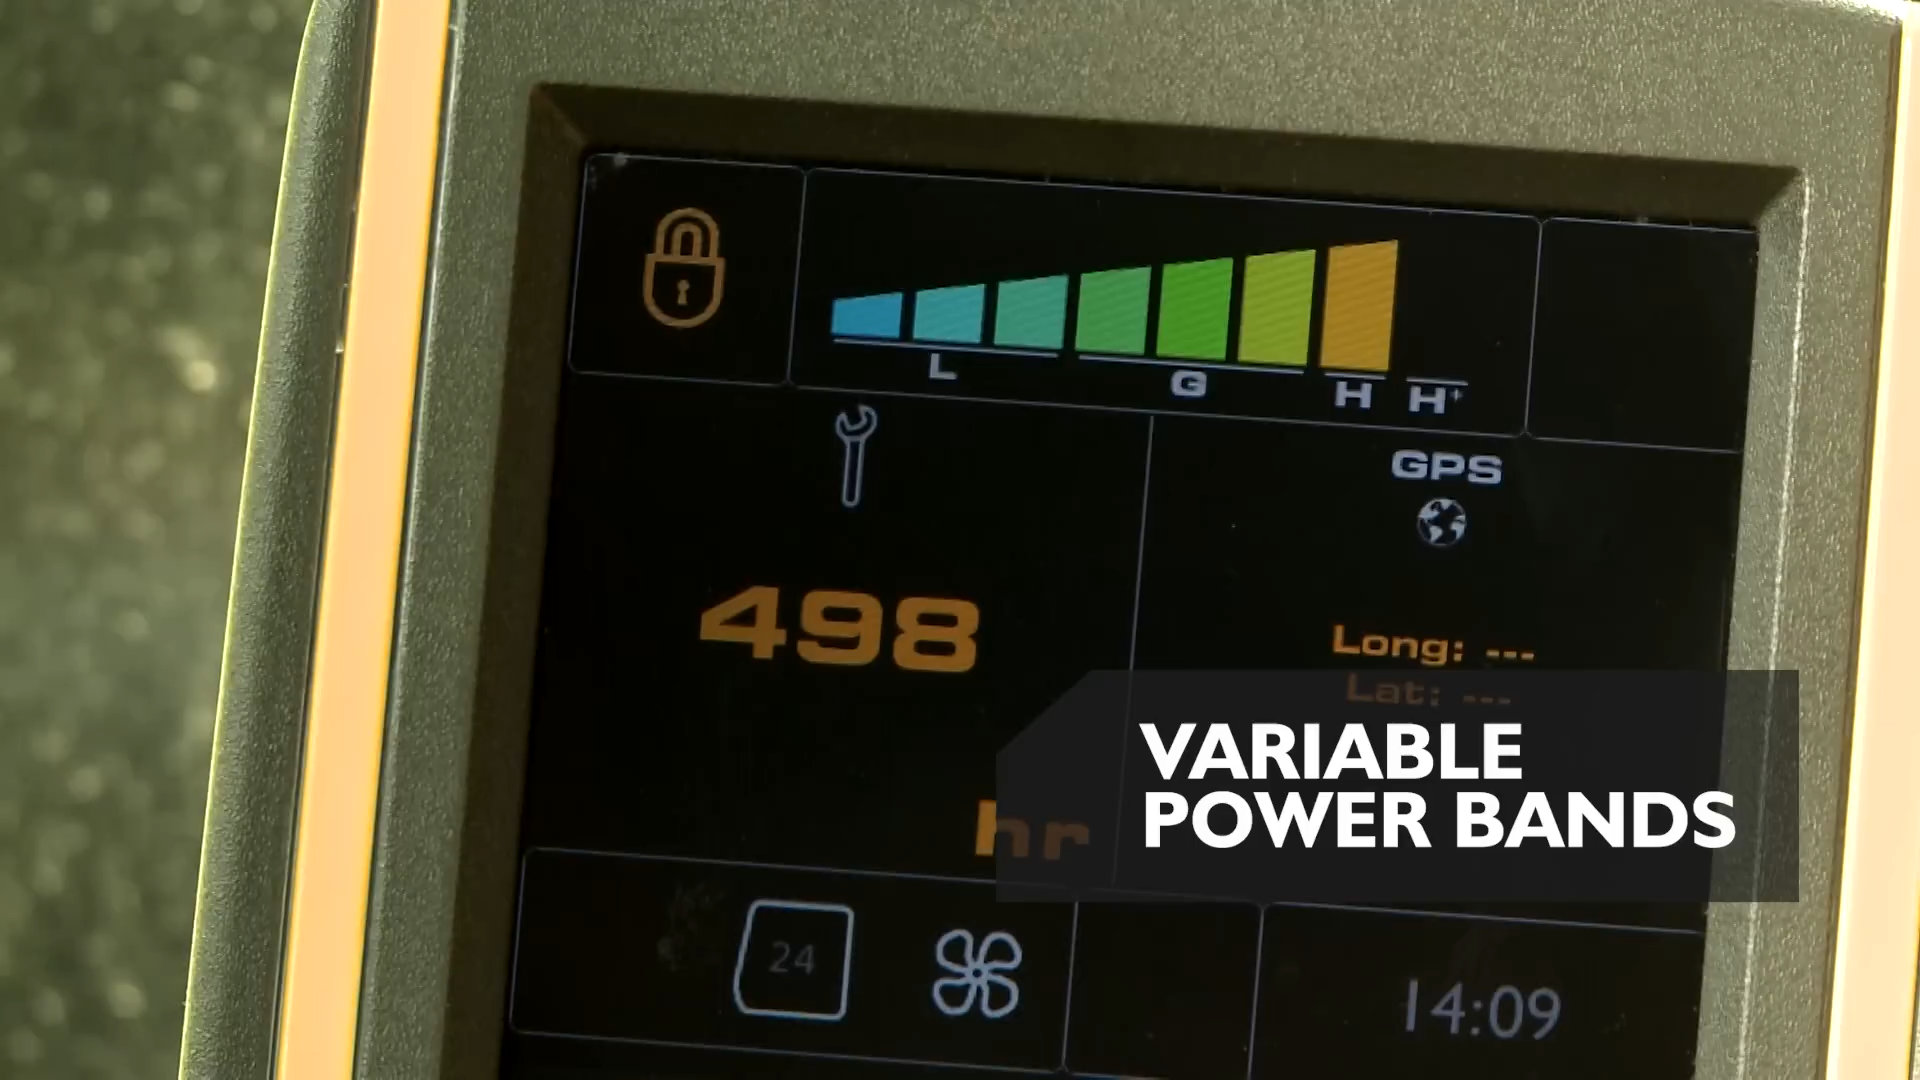 L G H H+
GPS
498
Long: ---
Lat: ---
hr
VARIABLE
POWER BANDS
24
14:09